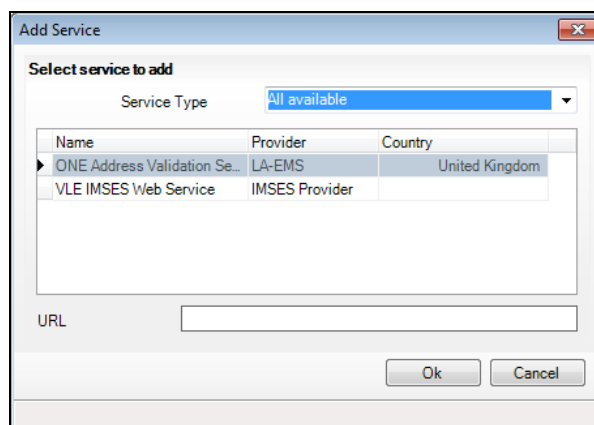 Add Service
Select service to add
Service Type All available
Name Provider Country
ONE Address Validation Se... LA-EMS United Kingdom
VLE IMSES Web Service IMSES Provider
URL
Ok Cancel